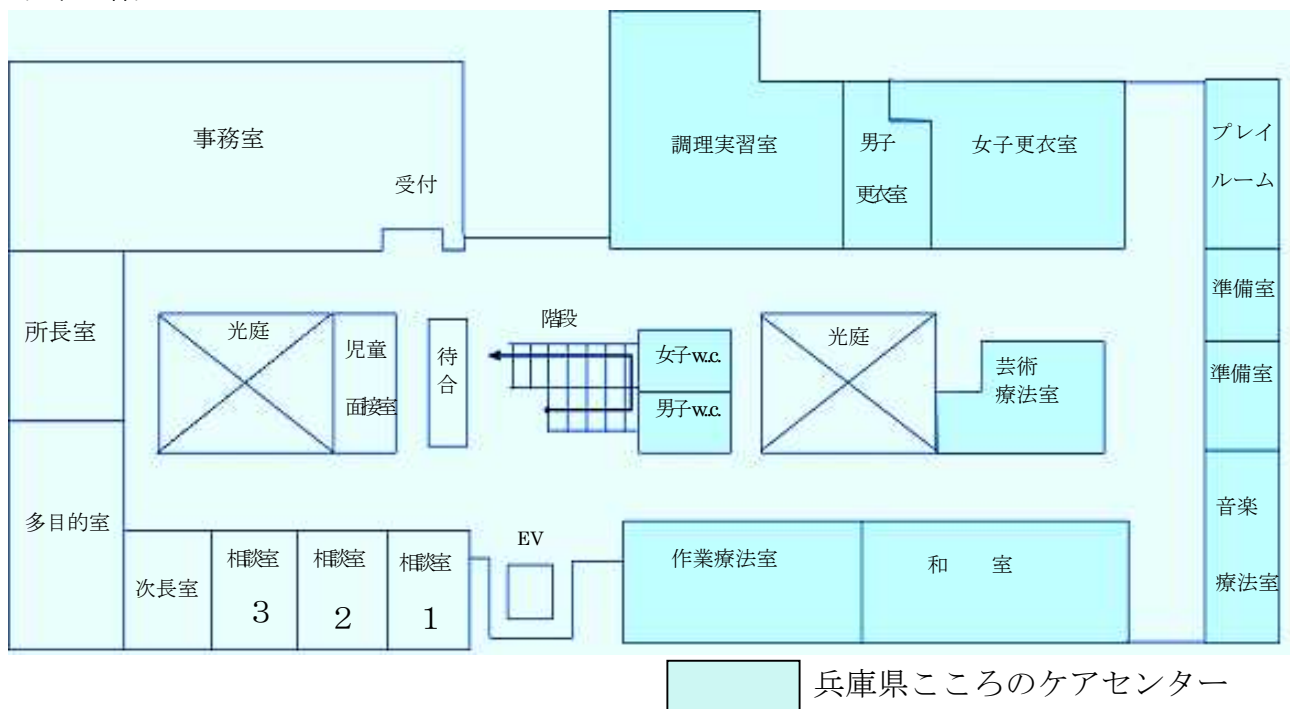 事務室
受付
調理実習室
男子
更衣室
女子更衣室
プレイ
ルーム
所長室
光庭
児童
面接室
待
合
階段
女子w.c.
男子w.c.
光庭
芸術
療法室
準備室
準備室
多目的室
次長室
相談室
3
相談室
2
相談室
1
EV
作業療法室
和 室
音楽
療法室
兵庫県こころのケアセンター